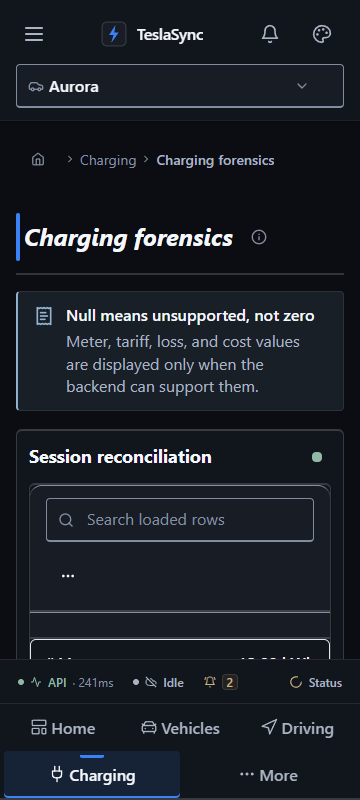 TeslaSync
Aurora
Charging
Charging forensics
Charging forensics
Null means unsupported, not zero
Meter, tariff, loss, and cost values
are displayed only when the
backend can support them.
Session reconciliation
Search loaded rows
...
API · 241ms
Idle
2
Status
Home
Vehicles
Driving
Charging
... More